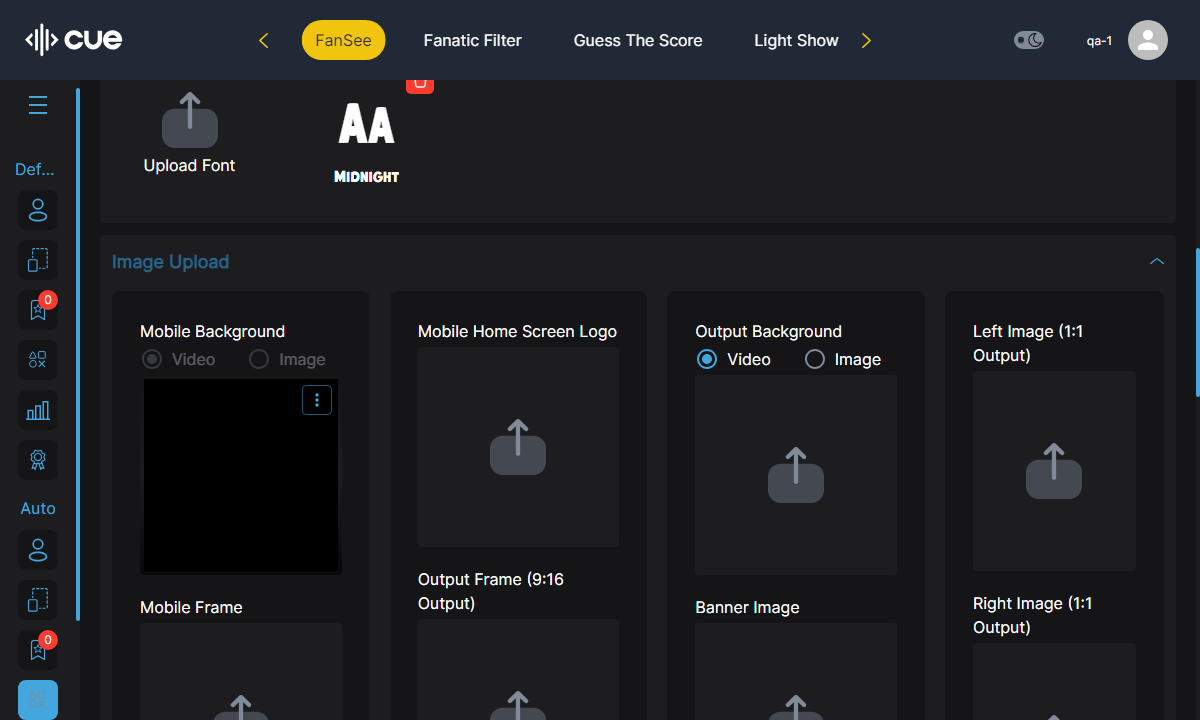 cue
FanSee
Fanatic Filter
Guess The Score
Light Show
qa-1
Def...
0
Auto
0
Upload Font
AA
MIDNIGHT
Image Upload
Mobile Background
Video
Image
Mobile Frame
Mobile Home Screen Logo
Output Frame (9:16
Output)
Output Background
Video
Image
Banner Image
Left Image (1:1
Output)
Right Image (1:1
Output)